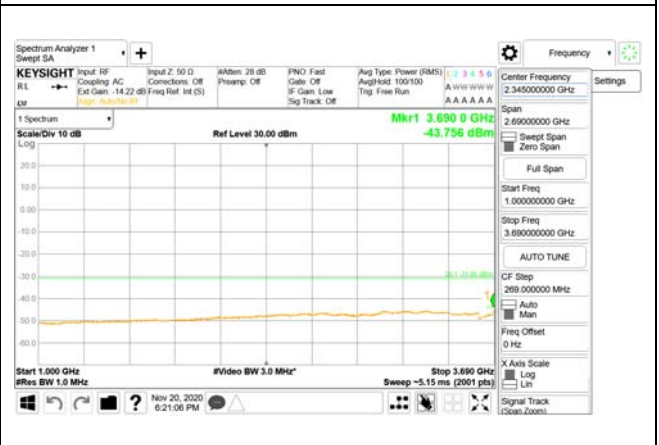 Spectrum Analyzer 1
Swept SA
Frequency
KEYSIGHT
RL
Input: RF
Coupling: AC
Ext Gain: -14.22 dB
Align: Auto/No RF
Input Z: 50 Ω
Corrections: Off
Freq Ref: Int (S)
#Atten: 28 dB
Preamp: Off
PNO: Fast
Gate: Off
IF Gain: Low
Sig Track: Off
Avg Type: Power (RMS)
Avg|Hold: 100/100
Trig: Free Run
1 2 3 4 5 6
A W W W W W
A A A A A A
1 Spectrum
Scale/Div 10 dB
Log
Ref Level 30.00 dBm
Mkr1 3.690 0 GHz
-43.756 dBm
20.0
10.0
0.00
-10.0
-20.0
-30.0
-40.0
-50.0
-60.0
1
Start 1.000 GHz
#Res BW 1.0 MHz
#Video BW 3.0 MHz*
Stop 3.690 GHz
Sweep ~5.15 ms (2001 pts)
Nov 20, 2020
6:21:06 PM
Center Frequency
2.345000000 GHz
Settings
Span
2.69000000 GHz
Swept Span
Zero Span
Full Span
Start Freq
1.000000000 GHz
Stop Freq
3.690000000 GHz
AUTO TUNE
CF Step
269.000000 MHz
Auto
Man
Freq Offset
0 Hz
X Axis Scale
Log
Lin
Signal Track
(Span Zoom)